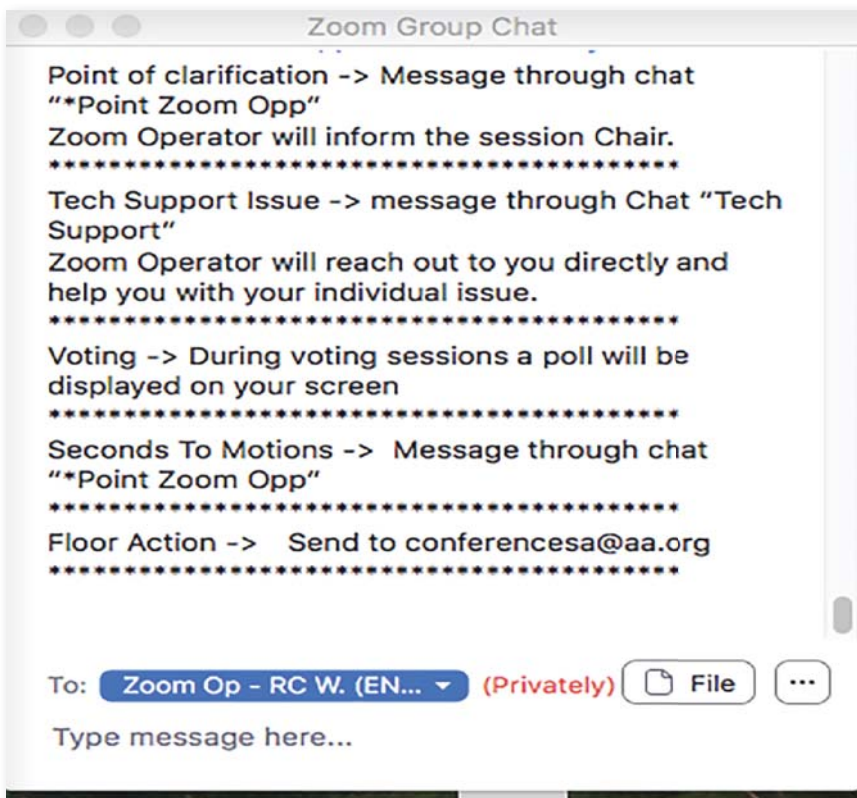 Zoom Group Chat
Point of clarification -> Message through chat
"*Point Zoom Opp"
Zoom Operator will inform the session Chair.
******************************************
Tech Support Issue -> message through Chat "Tech
Support"
Zoom Operator will reach out to you directly and
help you with your individual issue.
******************************************
Voting -> During voting sessions a poll will be
displayed on your screen
******************************************
Seconds To Motions -> Message through chat
"*Point Zoom Opp"
******************************************
Floor Action -> Send to conferencesa@aa.org
******************************************
To: Zoom Op - RC W. (EN... (Privately) File ...
Type message here...